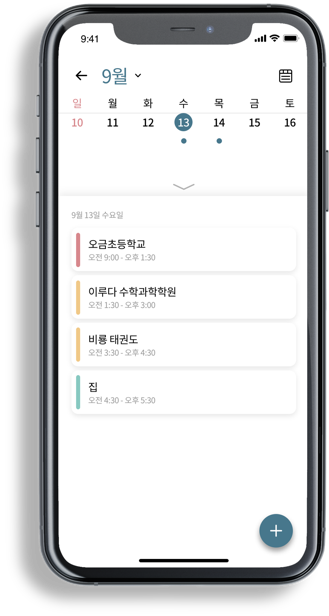 9:41
9월
일 월 화 수 목 금 토
10 11 12 13 14 15 16
9월 13일 수요일
오금초등학교
오전 9:00 - 오후 1:30
이루다 수학과학학원
오전 1:30 - 오후 3:00
비룡 태권도
오전 3:30 - 오후 4:30
집
오전 4:30 - 오후 5:30